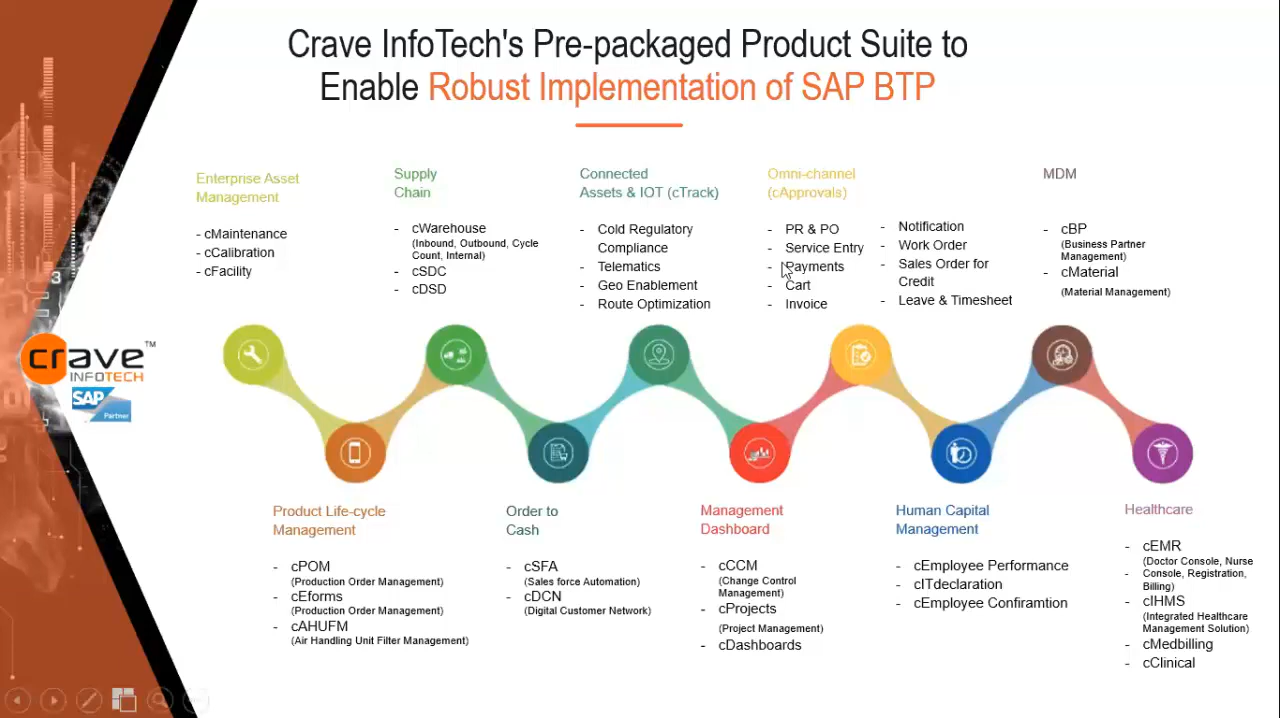 Crave InfoTech's Pre-packaged Product Suite to
Enable Robust Implementation of SAP BTP
Enterprise Asset
Management
- cMaintenance
- cCalibration
- cFacility
Supply
Chain
- cWarehouse
(Inbound, Outbound, Cycle
Count, Internal)
- cSDC
- cDSD
Connected
Assets & IOT (cTrack)
- Cold Regulatory
Compliance
- Telematics
- Geo Enablement
- Route Optimization
Omni-channel
(cApprovals)
- PR & PO
- Service Entry
- Payments
- Cart
- Invoice
- Notification
- Work Order
- Sales Order for
Credit
- Leave & Timesheet
MDM
- cBP
(Business Partner
Management)
- cMaterial
(Material Management)
crave™
INFOTECH
SAP
Partner
Product Life-cycle
Management
- cPOM
(Production Order Management)
- cEforms
(Production Order Management)
- cAHUFM
(Air Handling Unit Filter Management)
Order to
Cash
- cSFA
(Sales force Automation)
- cDCN
(Digital Customer Network)
Management
Dashboard
- cCCM
(Change Control
Management)
- cProjects
(Project Management)
- cDashboards
Human Capital
Management
- cEmployee Performance
- cITdeclaration
- cEmployee Confiramtion
Healthcare
- cEMR
(Doctor Console, Nurse
- Console, Registration,
Billing)
- cIHMS
(Integrated Healthcare
Management Solution)
- cMedbilling
- cClinical